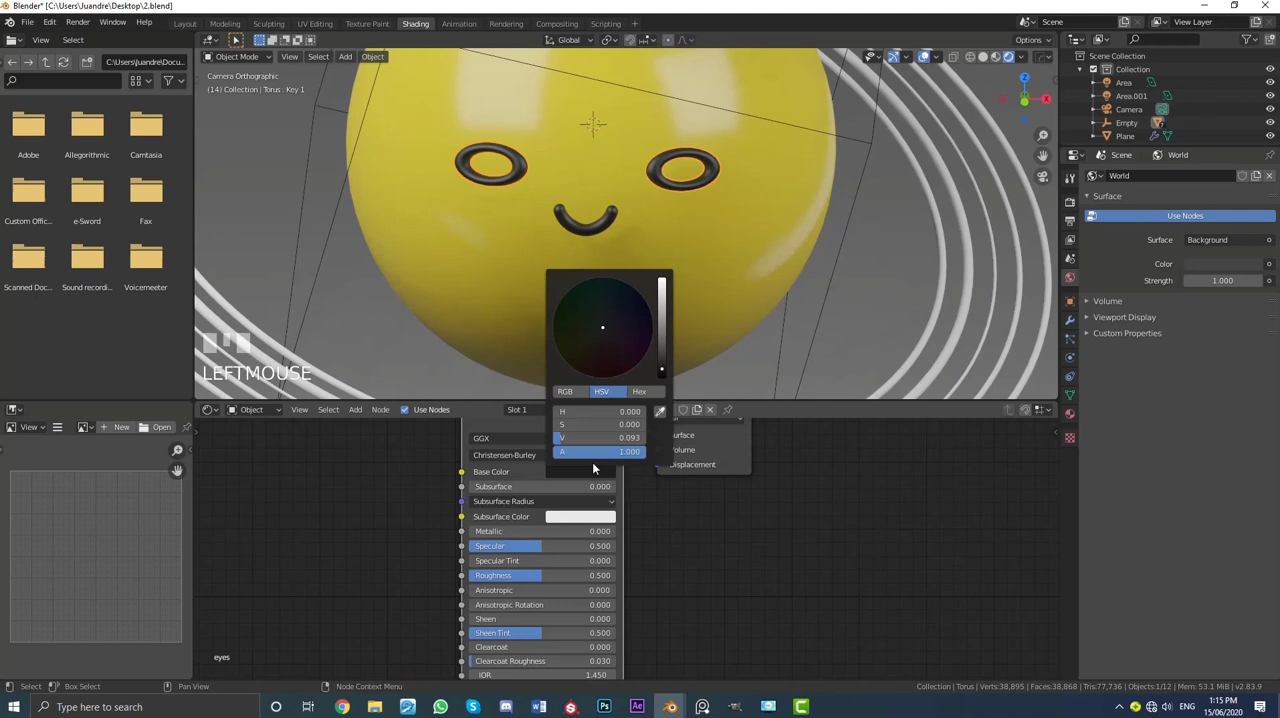 Blender* [C:\Users\Juandre\Desktop\2.blend]
File Edit Render Window Help Layout Modeling Sculpting UV Editing Texture Paint Shading Animation Rendering Compositing Scripting Scene View Layer
View Select Object Mode View Select Add Object Global Options
C:\Users\Juandre\Docu...
Camera Orthographic
(14) Collection | Torus : Key 1
Adobe Allegorithmic Camtasia
Custom Offic... e-Sword Fax
Scanned Doc... Sound recordi... Voicemeeter
LEFTMOUSE
Z
X
Scene Collection
Collection
Area
Area.001
Camera
Empty
Plane
Scene World
World
Surface
Use Nodes
Surface Background
Color
Strength 1.000
Volume
Viewport Display
Custom Properties
RGB HSV Hex
H 0.000
S 0.000
V 0.093
A 1.000
View New Open
Object View Select Add Node Use Nodes Slot 1
GGX
Christensen-Burley
Base Color
Subsurface 0.000
Subsurface Radius
Subsurface Color
Metallic 0.000
Specular 0.500
Specular Tint 0.000
Roughness 0.500
Anisotropic 0.000
Anisotropic Rotation 0.000
Sheen 0.000
Sheen Tint 0.500
Clearcoat 0.000
Clearcoat Roughness 0.030
IOR 1.450
Volume
Displacement
eyes
Select Box Select Pan View Node Context Menu Collection | Torus | Verts:38,895 | Faces:38,868 | Tris:77,736 | Objects:1/12 | Mem: 53.1 MiB | v2.83.9
Type here to search
1:15 PM
15/06/2020